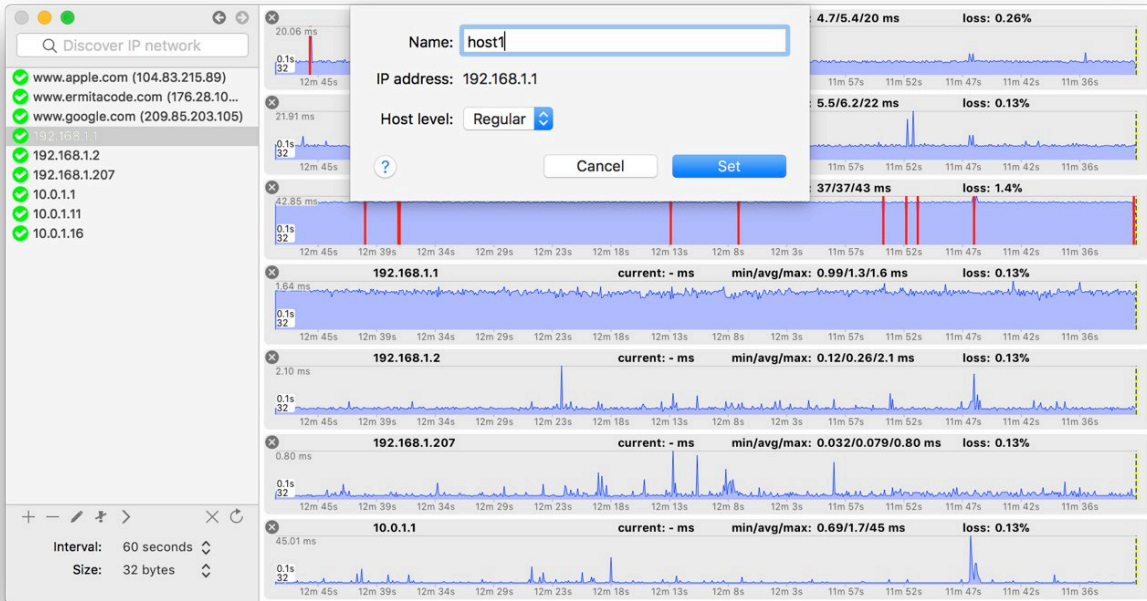 Discover IP network
www.apple.com (104.83.215.89)
www.ermitacode.com (176.28.10...
www.google.com (209.85.203.105)
192.168.1.1
192.168.1.2
192.168.1.207
10.0.1.1
10.0.1.11
10.0.1.16
Interval: 60 seconds
Size: 32 bytes
Name: host1
IP address: 192.168.1.1
Host level: Regular
?
Cancel
Set
4.7/5.4/20 ms loss: 0.26%
20.06 ms
0.1s
32
12m 45s 11m 57s 11m 52s 11m 47s 11m 42s 11m 36s
5.5/6.2/22 ms loss: 0.13%
21.91 ms
0.1s
32
12m 45s 11m 57s 11m 52s 11m 47s 11m 42s 11m 36s
37/37/43 ms loss: 1.4%
42.85 ms
0.1s
32
12m 45s 12m 39s 12m 34s 12m 29s 12m 23s 12m 18s 12m 13s 12m 8s 12m 3s 11m 57s 11m 52s 11m 47s 11m 42s 11m 36s
192.168.1.1 current: - ms min/avg/max: 0.99/1.3/1.6 ms loss: 0.13%
1.64 ms
0.1s
32
12m 45s 12m 39s 12m 34s 12m 29s 12m 23s 12m 18s 12m 13s 12m 8s 12m 3s 11m 57s 11m 52s 11m 47s 11m 42s 11m 36s
192.168.1.2 current: - ms min/avg/max: 0.12/0.26/2.1 ms loss: 0.13%
2.10 ms
0.1s
32
12m 45s 12m 39s 12m 34s 12m 29s 12m 23s 12m 18s 12m 13s 12m 8s 12m 3s 11m 57s 11m 52s 11m 47s 11m 42s 11m 36s
192.168.1.207 current: - ms min/avg/max: 0.032/0.079/0.80 ms loss: 0.13%
0.80 ms
0.1s
32
12m 45s 12m 39s 12m 34s 12m 29s 12m 23s 12m 18s 12m 13s 12m 8s 12m 3s 11m 57s 11m 52s 11m 47s 11m 42s 11m 36s
10.0.1.1 current: - ms min/avg/max: 0.69/1.7/45 ms loss: 0.13%
45.01 ms
0.1s
32
12m 45s 12m 39s 12m 34s 12m 29s 12m 23s 12m 18s 12m 13s 12m 8s 12m 3s 11m 57s 11m 52s 11m 47s 11m 42s 11m 36s